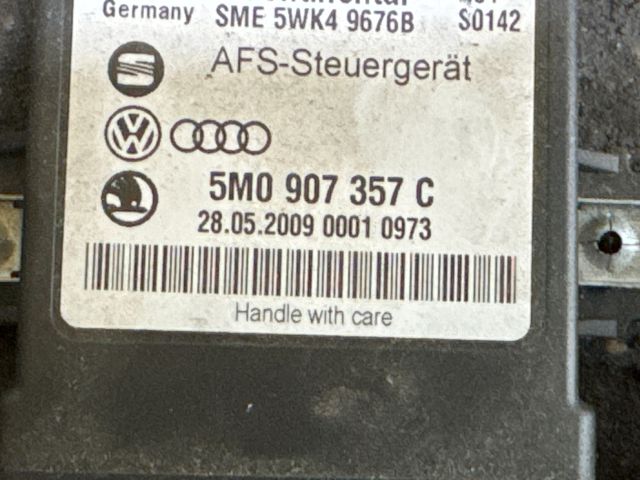 Germany SME 5WK4 9676B S0142
AFS-Steuergerät
5M0 907 357 C
28.05.2009 0001 0973
Handle with care